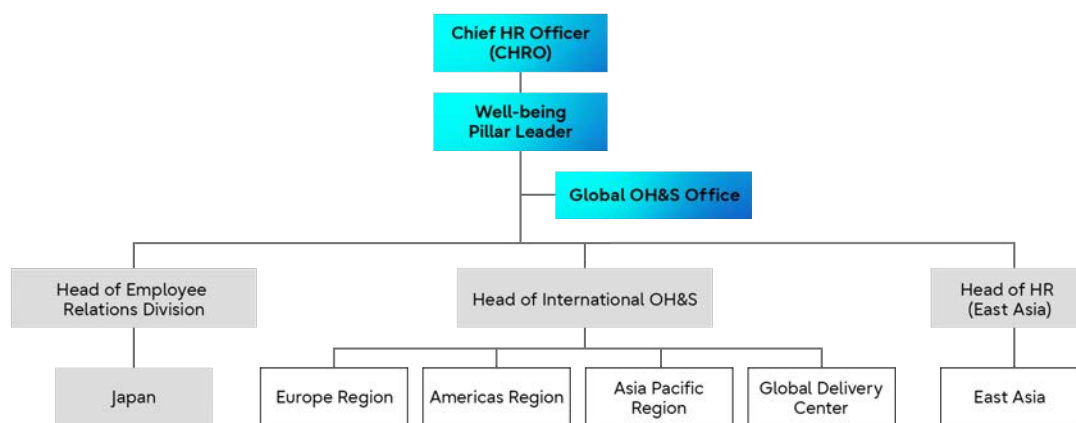 Chief HR Officer
(CHRO)
Well-being
Pillar Leader
Global OH&S Office
Head of Employee
Relations Division
Head of International OH&S
Head of HR
(East Asia)
Japan
Europe Region
Americas Region
Asia Pacific
Region
Global Delivery
Center
East Asia